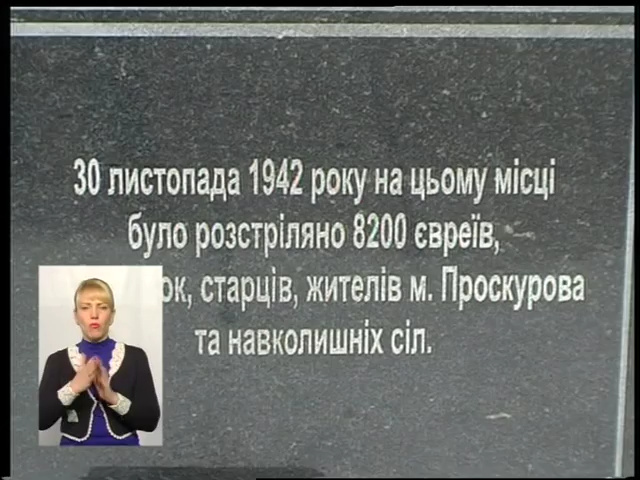 30 листопада 1942 року на цьому місці
було розстріляно 8200 євреїв,
старців, жителів м. Проскурова
та навколишніх сіл.